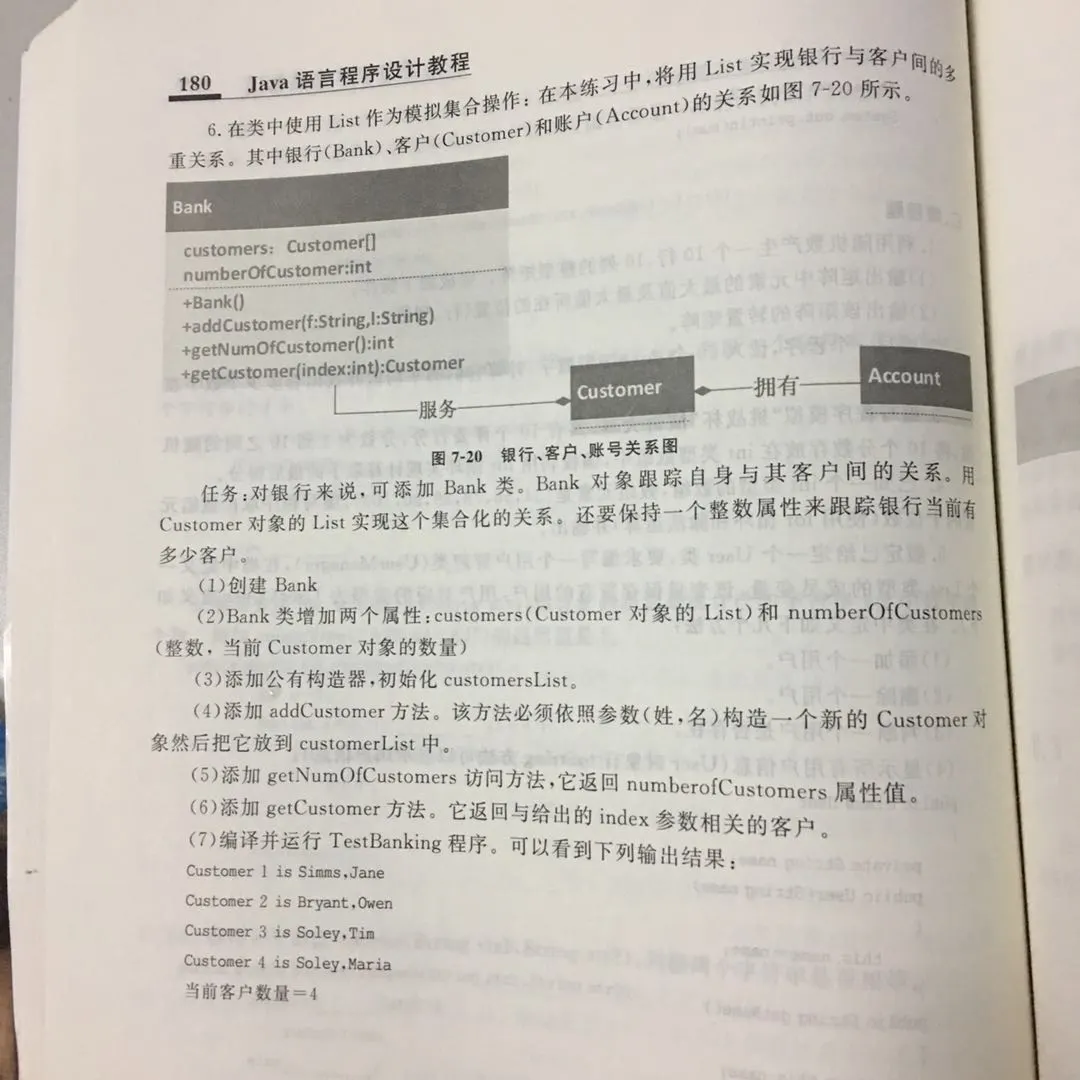 180 Java 语言程序设计教程
6. 在类中使用 List 作为模拟集合操作：在本练习中，将用 List 实现银行与客户间的多
重关系。其中银行(Bank)、客户(Customer)和账户(Account)的关系如图 7-20 所示。
Bank
customers: Customer[]
numberOfCustomer:int
+Bank()
+addCustomer(f:String,l:String)
+getNumOfCustomer():int
+getCustomer(index:int):Customer
服务
Customer
拥有
Account
图 7-20 银行、客户、账号关系图
任务：对银行来说，可添加 Bank 类。Bank 对象跟踪自身与其客户间的关系。用
Customer 对象的 List 实现这个集合化的关系。还要保持一个整数属性来跟踪银行当前有
多少客户。
(1)创建 Bank
(2)Bank 类增加两个属性：customers(Customer 对象的 List)和 numberOfCustomers
(整数，当前 Customer 对象的数量)
(3)添加公有构造器，初始化 customersList。
(4)添加 addCustomer 方法。该方法必须依照参数(姓，名)构造一个新的 Customer 对
象然后把它放到 customerList 中。
(5)添加 getNumOfCustomers 访问方法，它返回 numberofCustomers 属性值。
(6)添加 getCustomer 方法。它返回与给出的 index 参数相关的客户。
(7)编译并运行 TestBanking 程序。可以看到下列输出结果：
Customer 1 is Simms,Jane
Customer 2 is Bryant,Owen
Customer 3 is Soley,Tim
Customer 4 is Soley,Maria
当前客户数量＝4